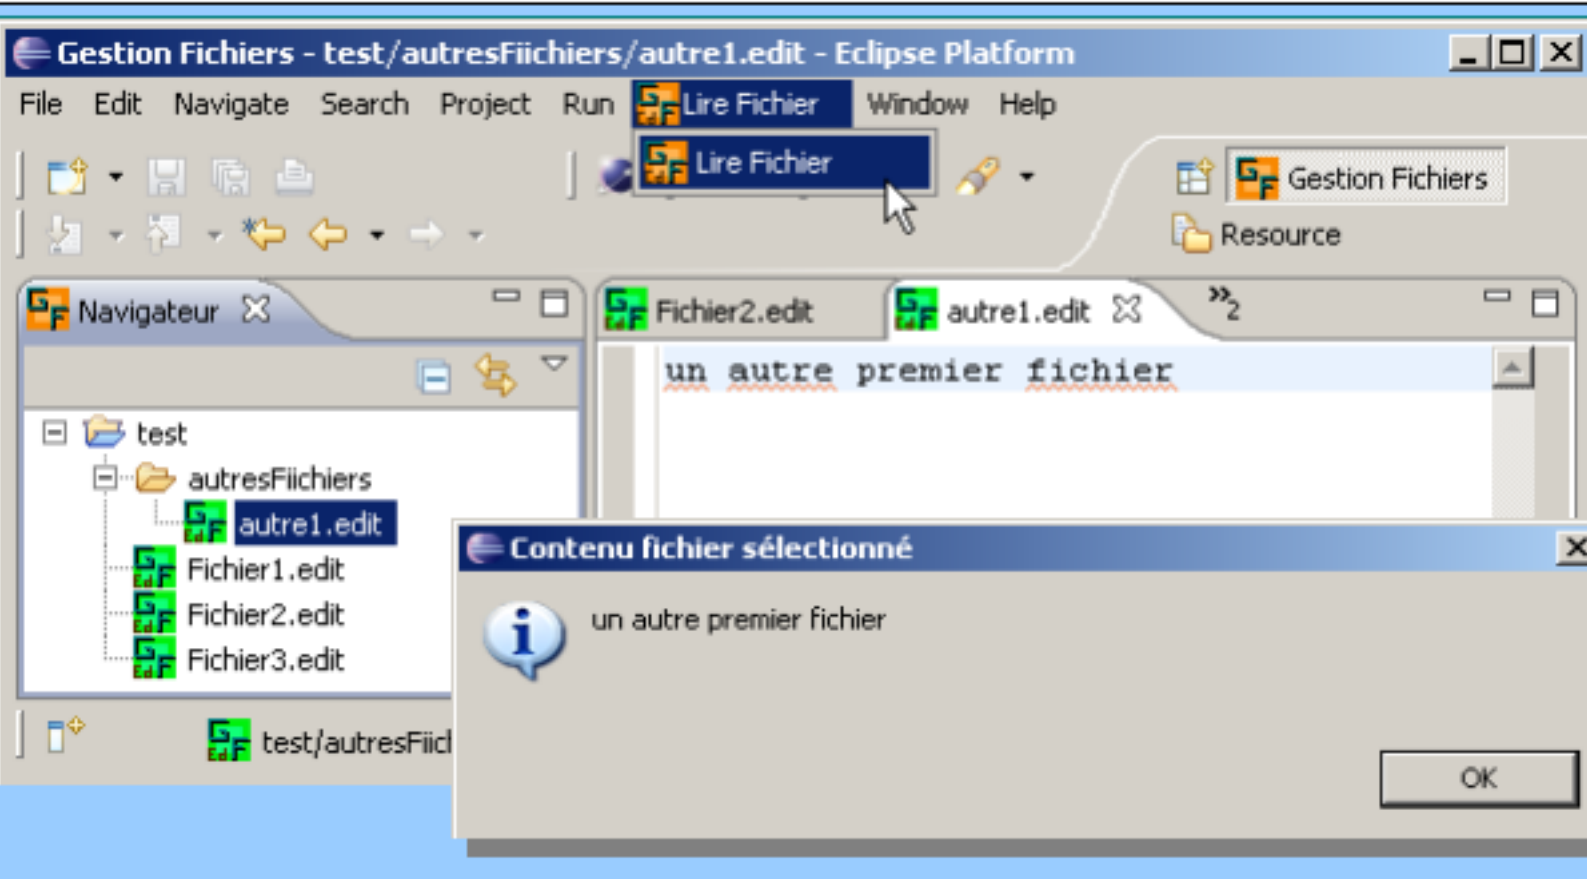 Gestion Fichiers - test/autresFiichiers/autre1.edit - Eclipse Platform
File Edit Navigate Search Project Run Lire Fichier Window Help
Lire Fichier
Gestion Fichiers
Resource
Navigateur
Fichier2.edit autre1.edit »2
un autre premier fichier
test
autresFiichiers
autre1.edit
Fichier1.edit
Fichier2.edit
Fichier3.edit
Contenu fichier sélectionné
un autre premier fichier
test/autresFiicl
OK